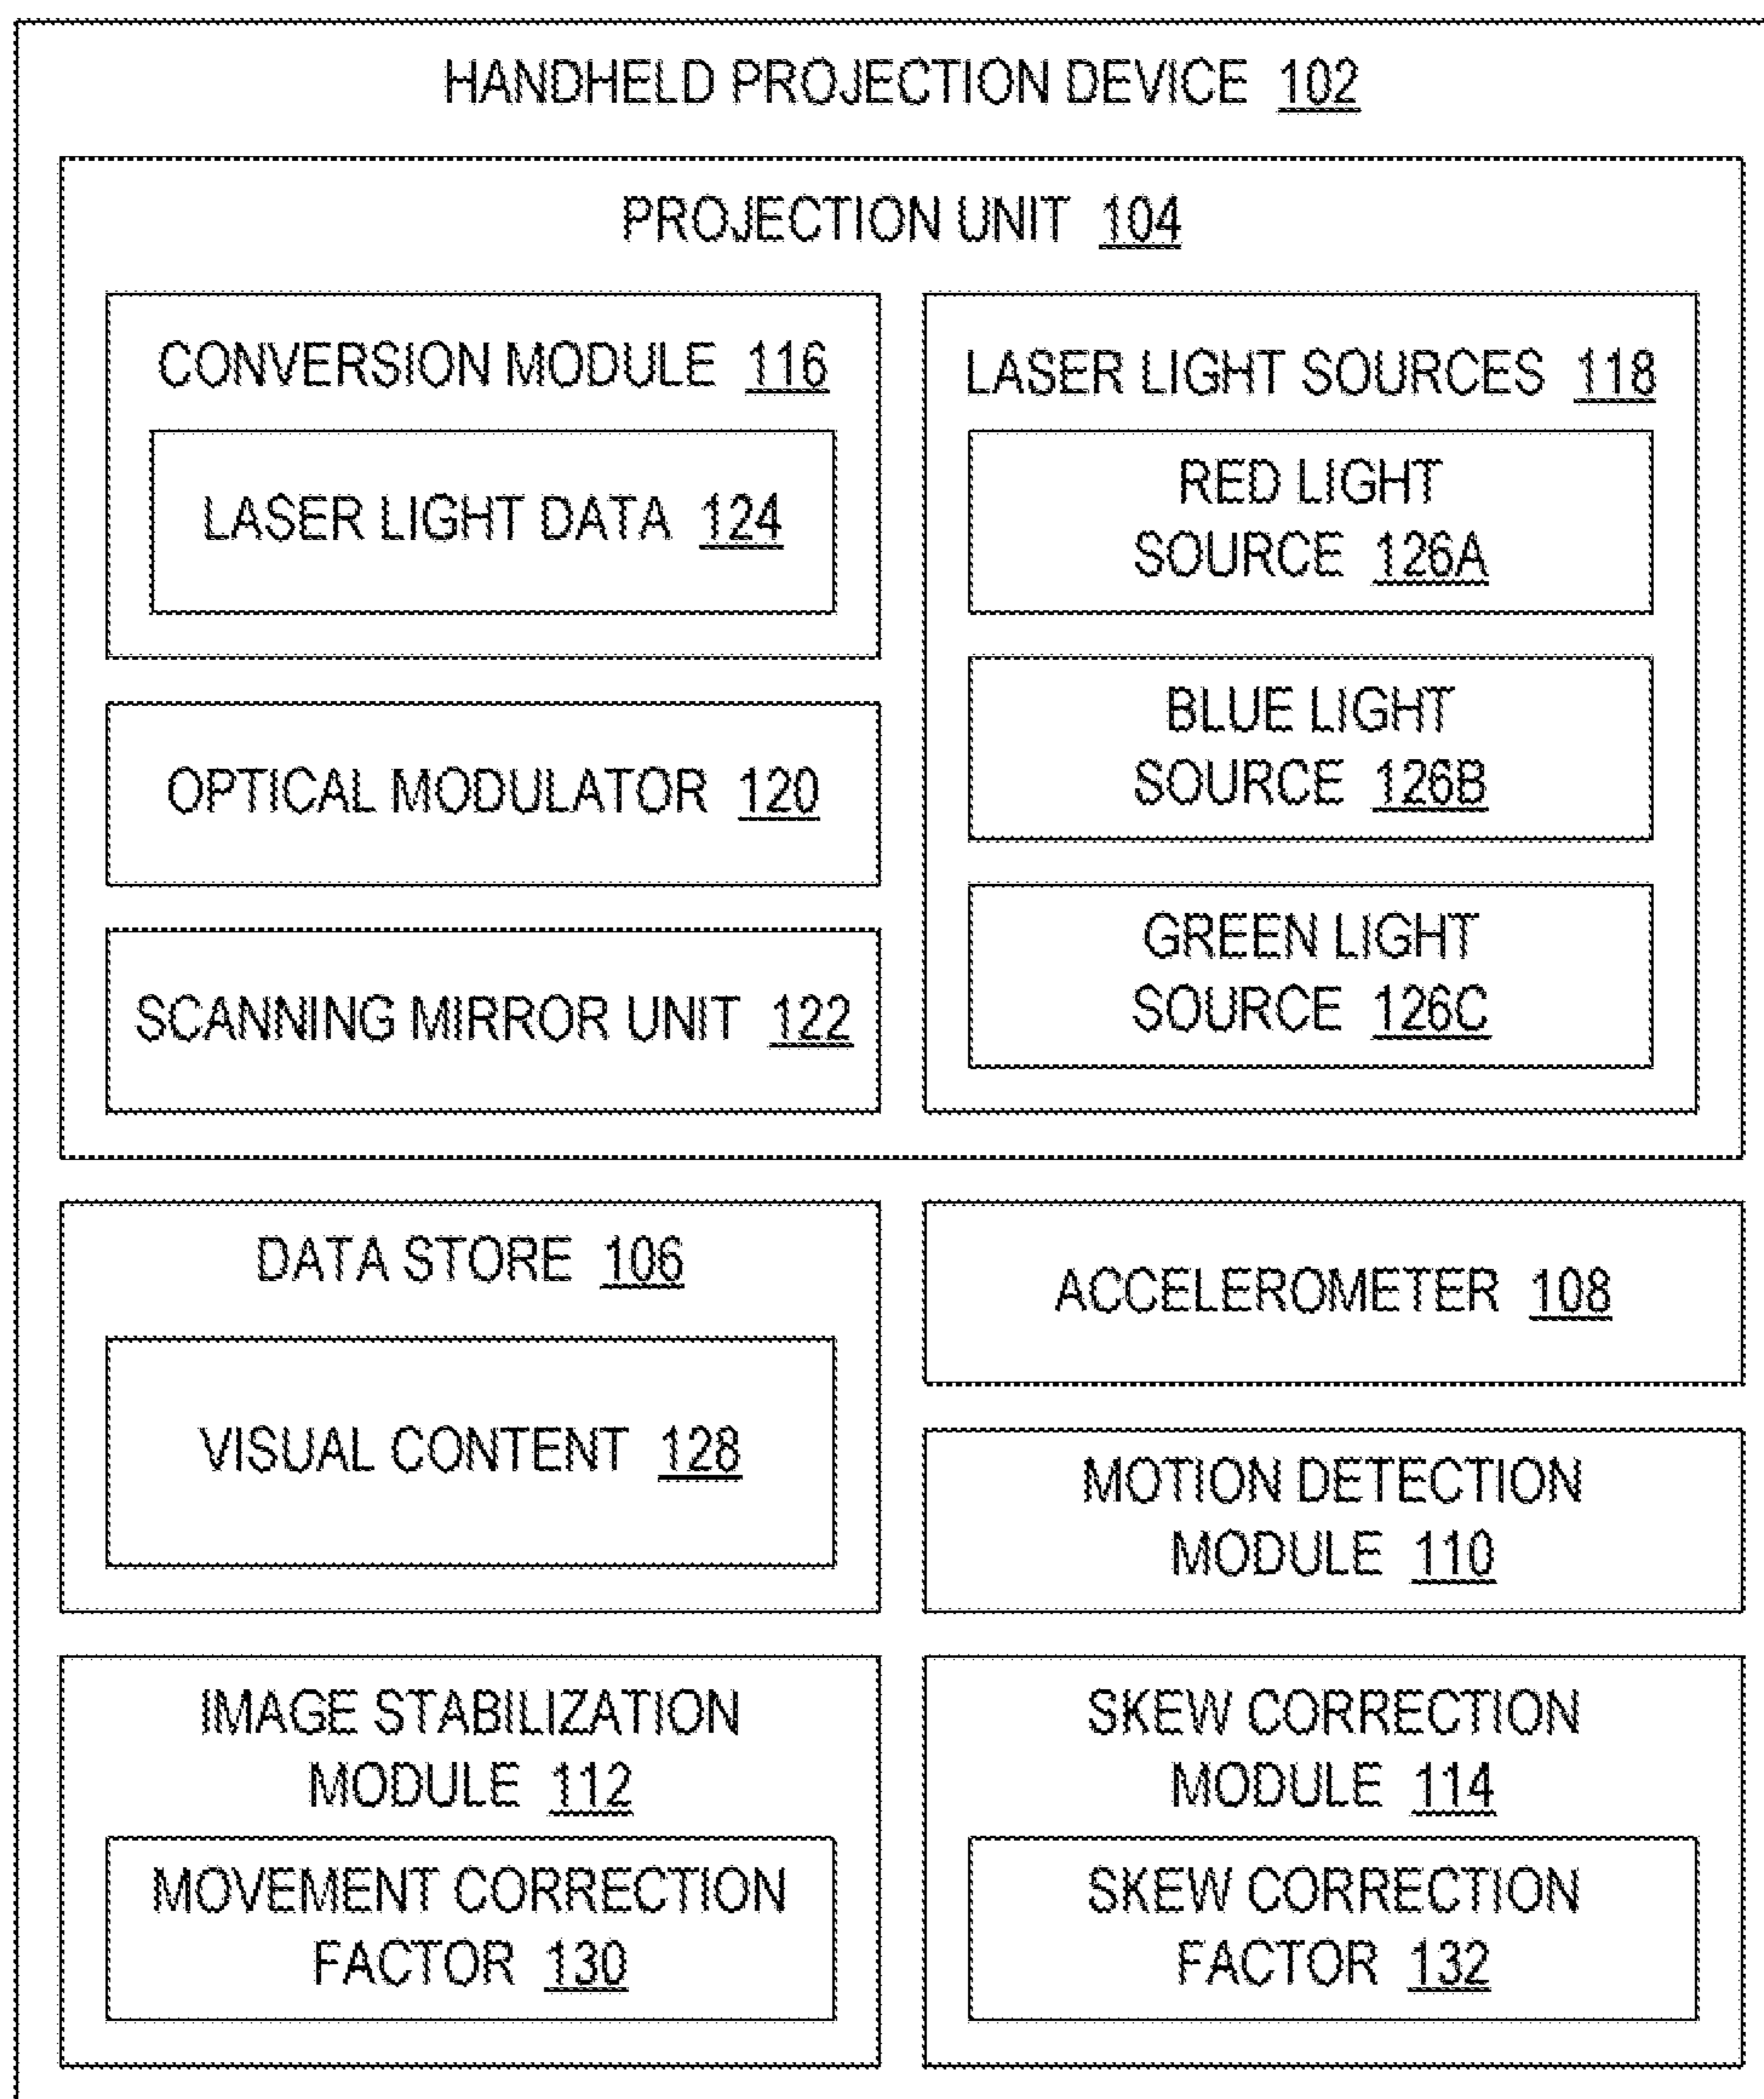 HANDHELD PROJECTION DEVICE 102
PROJECTION UNIT 104
CONVERSION MODULE 116
LASER LIGHT DATA 124
OPTICAL MODULATOR 120
SCANNING MIRROR UNIT 122
LASER LIGHT SOURCES 118
RED LIGHT
SOURCE 126A
BLUE LIGHT
SOURCE 126B
GREEN LIGHT
SOURCE 126C
DATA STORE 106
VISUAL CONTENT 128
ACCELEROMETER 108
MOTION DETECTION
MODULE 110
IMAGE STABILIZATION
MODULE 112
MOVEMENT CORRECTION
FACTOR 130
SKEW CORRECTION
MODULE 114
SKEW CORRECTION
FACTOR 132